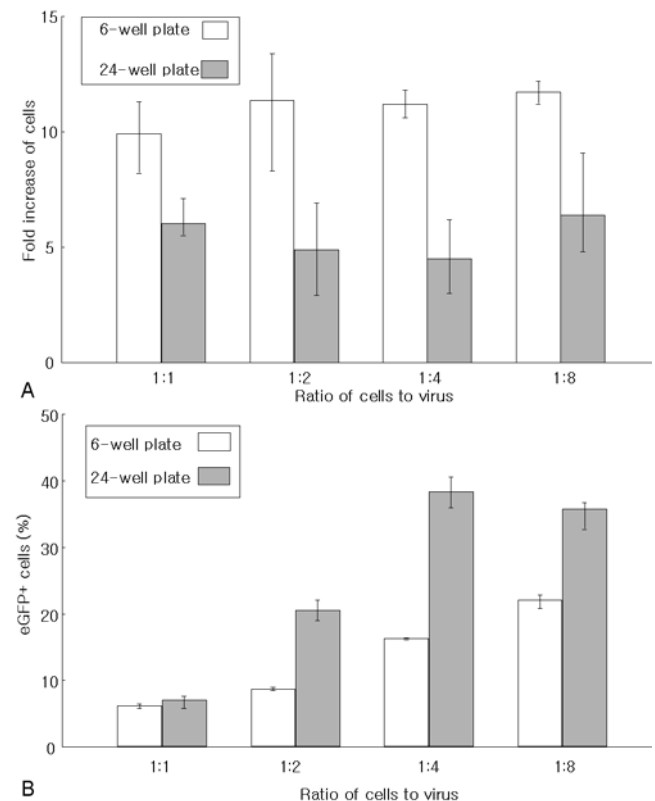 15
10
5
0
Fold increase of cells
6-well plate
24-well plate
1:1 1:2 1:4 1:8
Ratio of cells to virus
A
50
40
30
20
10
0
eGFP+ cells (%)
6-well plate
24-well plate
1:1 1:2 1:4 1:8
Ratio of cells to virus
B